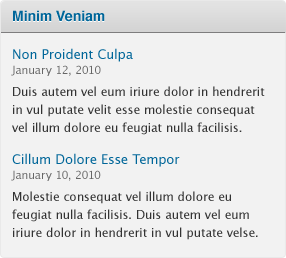 Minim Veniam
Non Proident Culpa
January 12, 2010
Duis autem vel eum iriure dolor in hendrerit
in vul putate velit esse molestie consequat
vel illum dolore eu feugiat nulla facilisis.
Cillum Dolore Esse Tempor
January 10, 2010
Molestie consequat vel illum dolore eu
feugiat nulla facilisis. Duis autem vel eum
iriure dolor in hendrerit in vul putate velse.